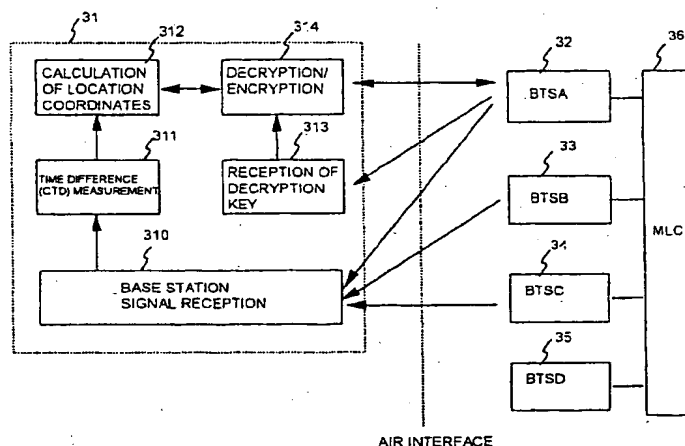 31
312
314
32
36
CALCULATION
OF LOCATION
COORDINATES
DECRYPTION/
ENCRYPTION
BTSA
311
313
33
TIME DIFFERENCE
(CTD) MEASUREMENT
RECEPTION OF
DECRYPTION
KEY
BTSB
MLC
310
34
BASE STATION
SIGNAL RECEPTION
BTSC
35
BTSD
AIR INTERFACE